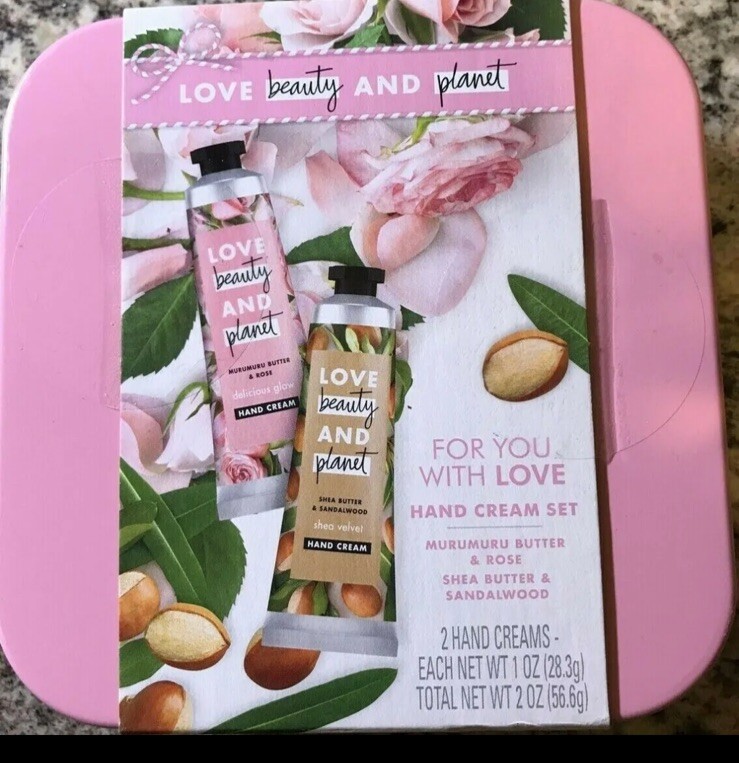 LOVE beauty AND planet
LOVE
beauty
AND
planet
MURUMURU BUTTER
& ROSE
delicious glow
HAND CREAM
LOVE
beauty
AND
planet
SHEA BUTTER
& SANDALWOOD
shea velvet
HAND CREAM
FOR YOU
WITH LOVE
HAND CREAM SET
MURUMURU BUTTER
& ROSE
SHEA BUTTER &
SANDALWOOD
2 HAND CREAMS -
EACH NET WT 1 OZ (28.3g)
TOTAL NET WT 2 OZ (56.6g)